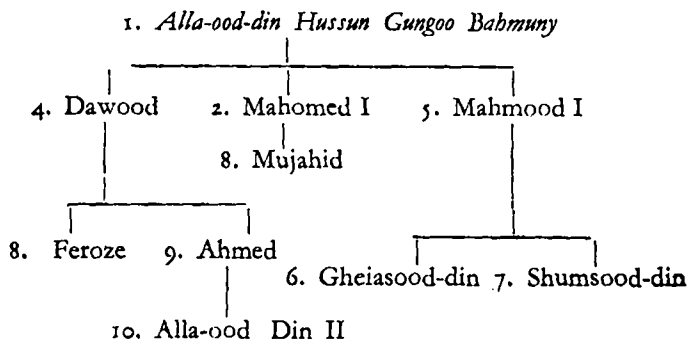 1. Alla-ood-din Hussun Gungoo Bahmuny
4. Dawood 2. Mahomed I 5. Mahmood I
8. Mujahid
8. Feroze 9. Ahmed
6. Gheiasood-din 7. Shumsood-din
10. Alla-ood Din II